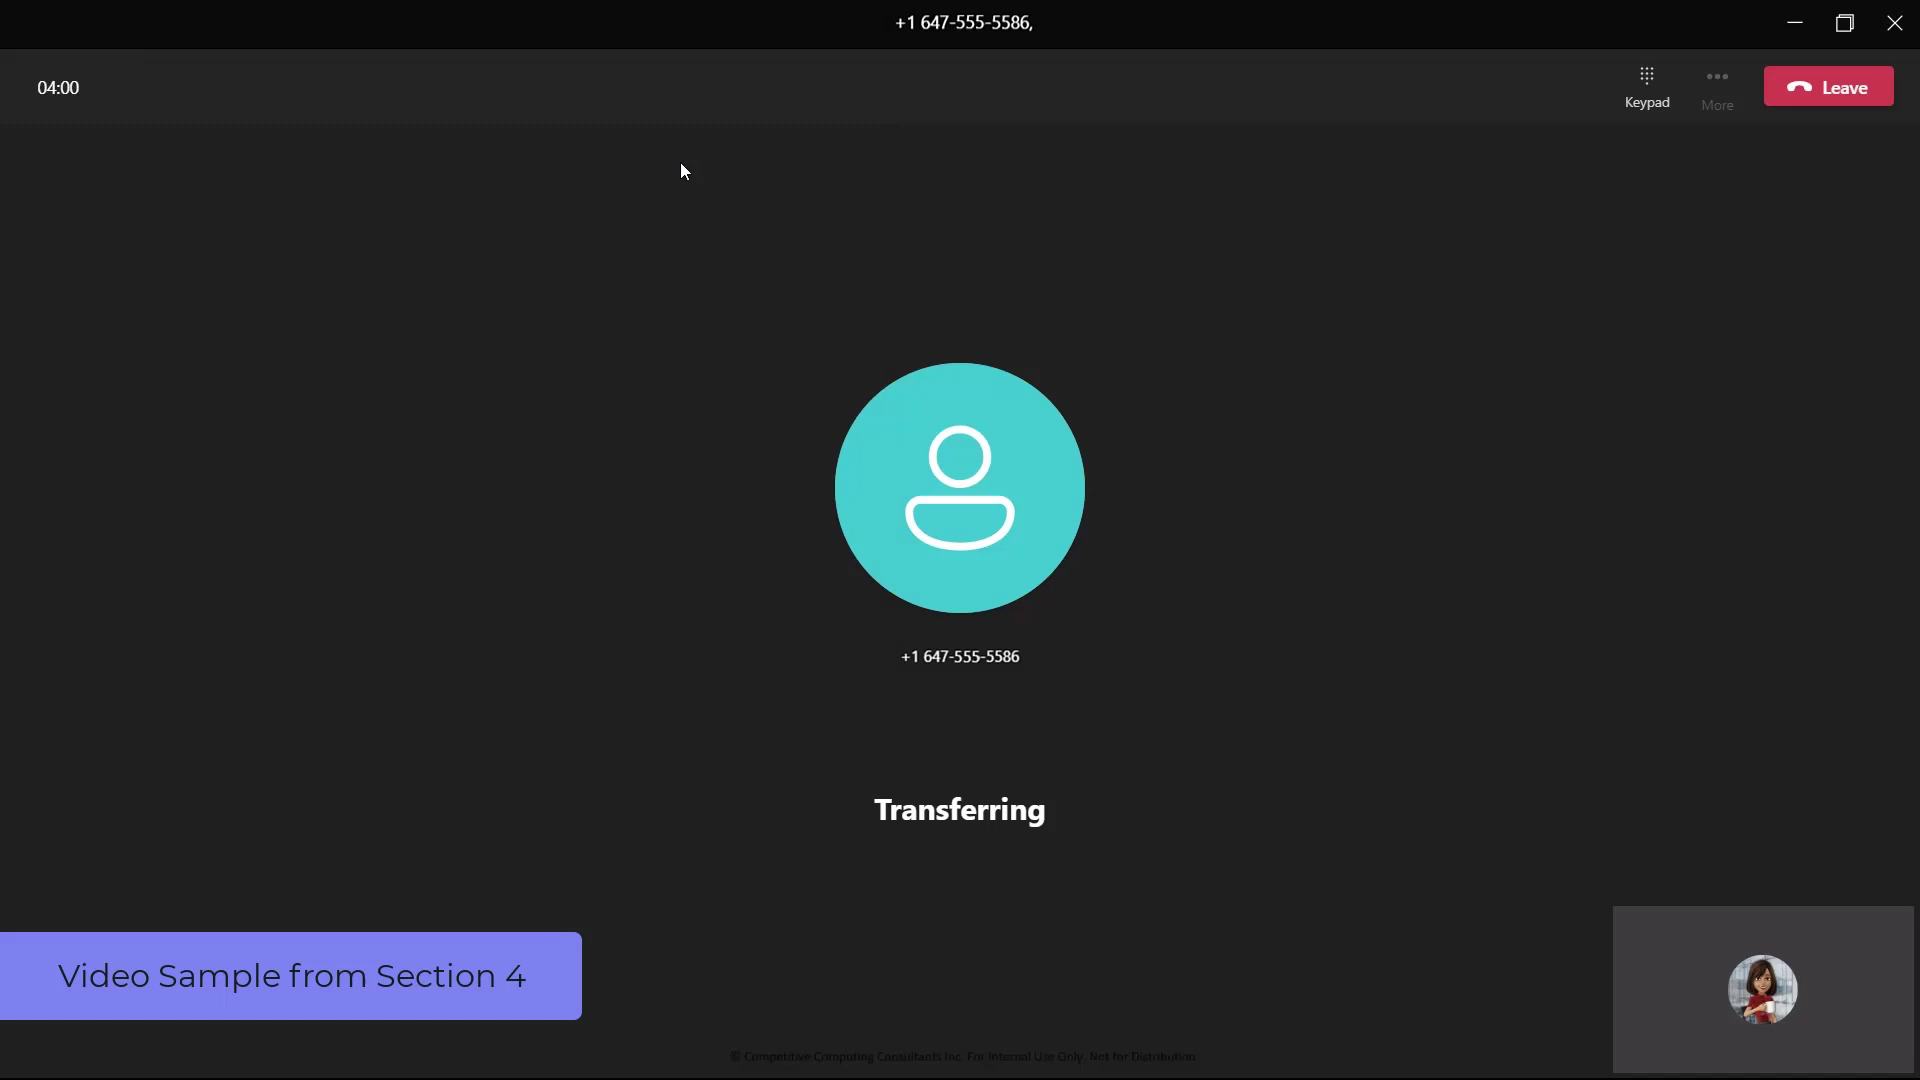 +1 647-555-5586,
04:00
Keypad
More
Leave
+1 647-555-5586
Transferring
Video Sample from Section 4
© Competitive Computing Consultants Inc. For Internal Use Only. Not for Distribution